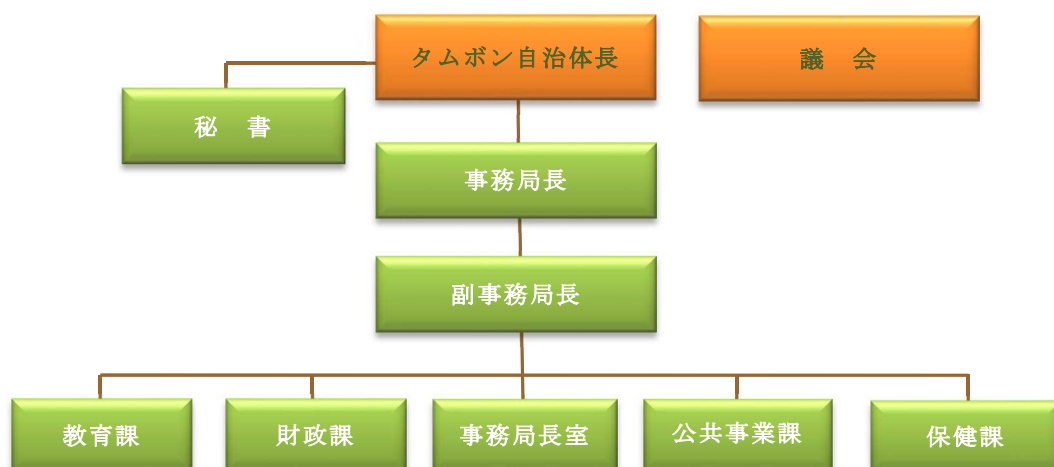 タムボン自治体長
議　会
秘　書
事務局長
副事務局長
教育課
財政課
事務局長室
公共事業課
保健課